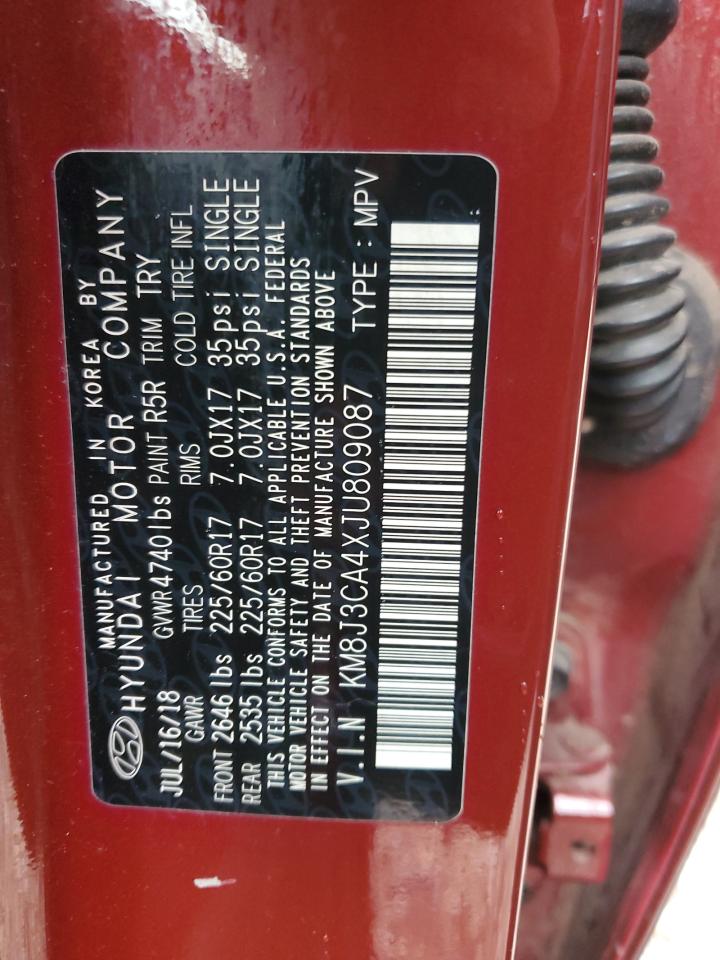 MANUFACTURED IN KOREA BY
HYUNDAI MOTOR COMPANY
JUL/16/18 GVWR4740lbs PAINT R5R TRIM TRY
GAWR TIRES RIMS COLD TIRE INFL
FRONT 2646 lbs 225/60R17 7.0JX17 35psi SINGLE
REAR 2535 lbs 225/60R17 7.0JX17 35psi SINGLE
THIS VEHICLE CONFORMS TO ALL APPLICABLE U.S.A. FEDERAL
MOTOR VEHICLE SAFETY AND THEFT PREVENTION STANDARDS
IN EFFECT ON THE DATE OF MANUFACTURE SHOWN ABOVE
V.I.N KM8J3CA4XJU809087 TYPE : MPV